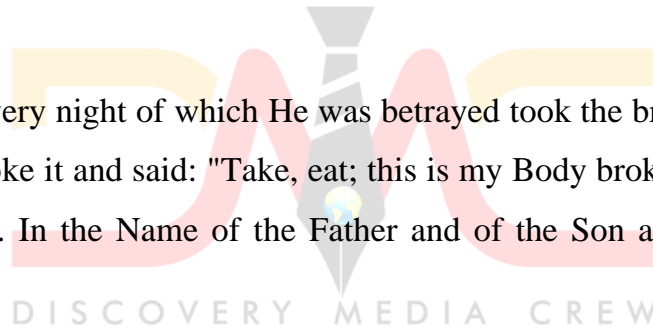 very night of which He was betrayed took the br
oke it and said: "Take, eat; this is my Body brok
. In the Name of the Father and of the Son a
DISCOVERY MEDIA CREW